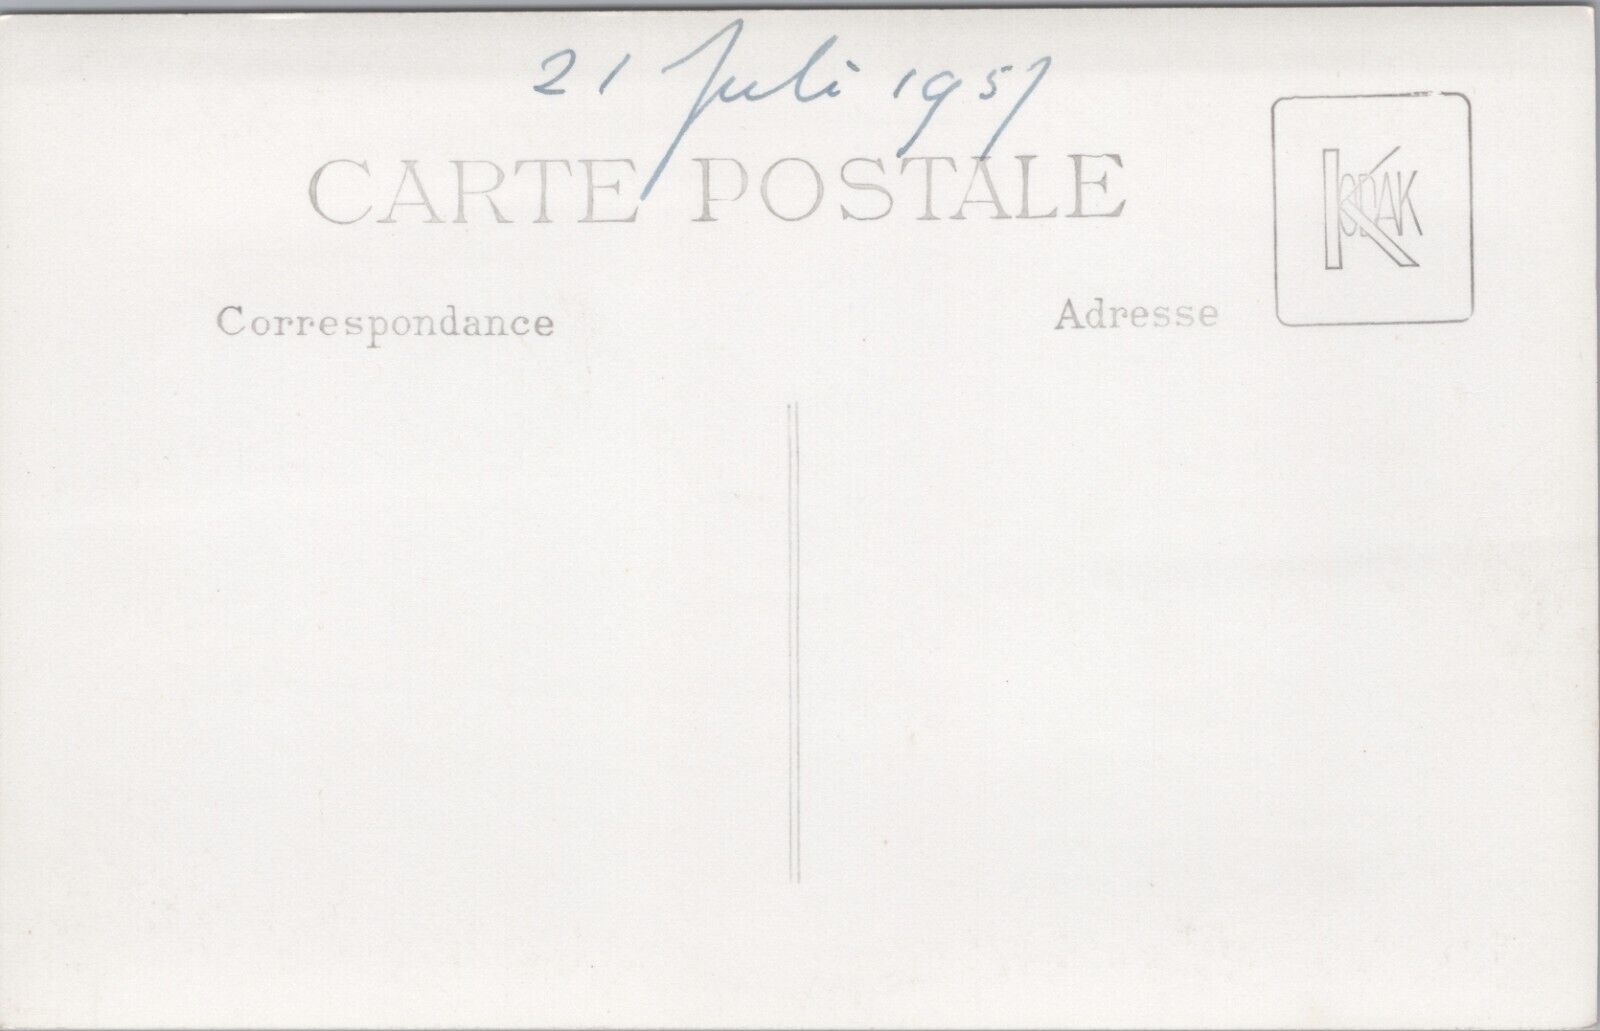 21 Juli 1951
CARTE POSTALE
KODAK
Correspondance
Adresse